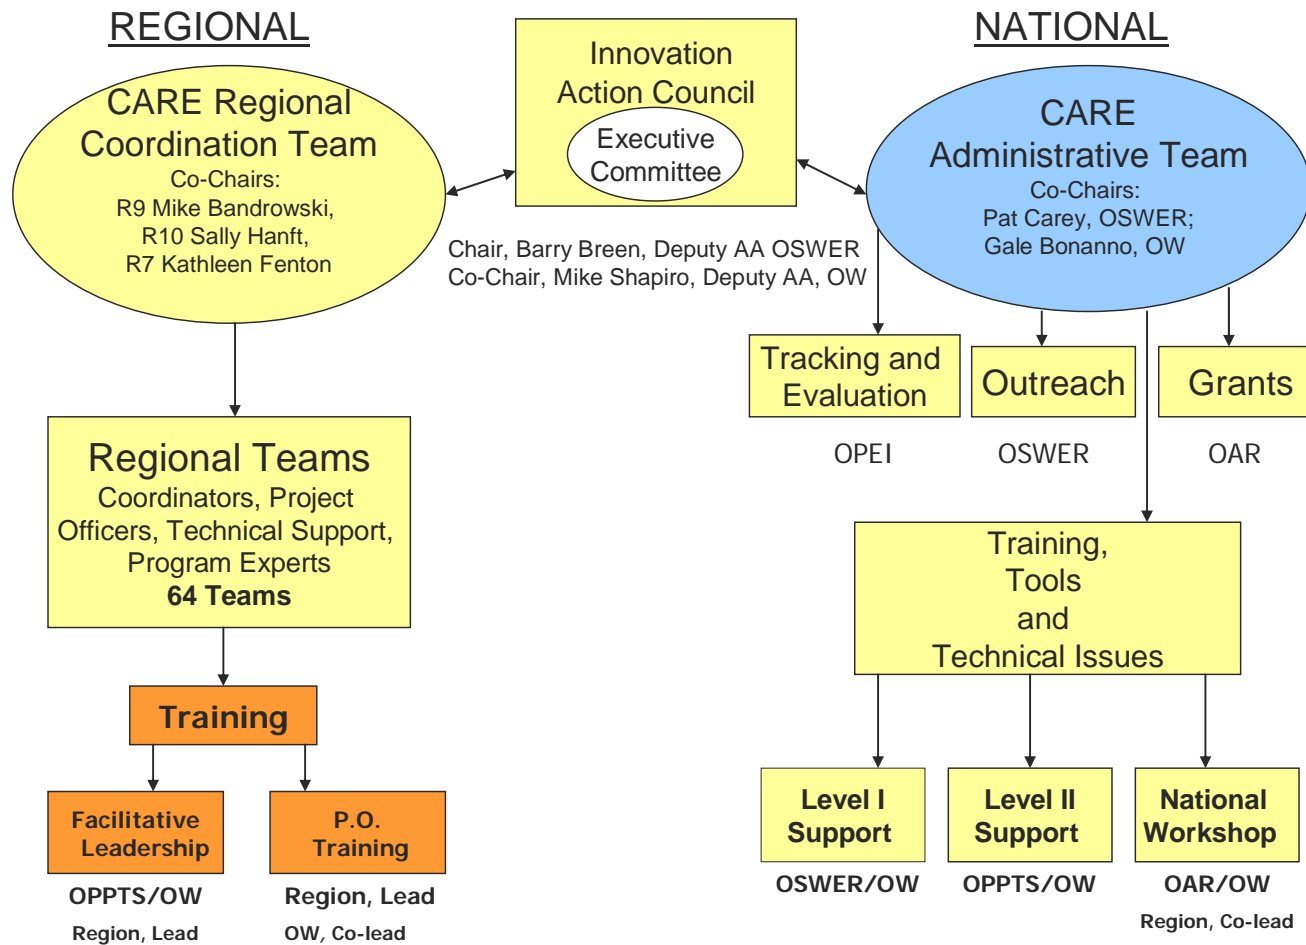 REGIONAL
CARE Regional
Coordination Team
Co-Chairs:
R9 Mike Bandrowski,
R10 Sally Hanft,
R7 Kathleen Fenton
Innovation
Action Council
Executive
Committee
Chair, Barry Breen, Deputy AA OSWER
Co-Chair, Mike Shapiro, Deputy AA, OW
NATIONAL
CARE
Administrative Team
Co-Chairs:
Pat Carey, OSWER;
Gale Bonanno, OW
Tracking and
Evaluation
OPEI
Outreach
OSWER
Grants
OAR
Regional Teams
Coordinators, Project
Officers, Technical Support,
Program Experts
64 Teams
Training
Facilitative
Leadership
OPPTS/OW
Region, Lead
P.O.
Training
Region, Lead
OW, Co-lead
Training,
Tools
and
Technical Issues
Level I
Support
OSWER/OW
Level II
Support
OPPTS/OW
National
Workshop
OAR/OW
Region, Co-lead